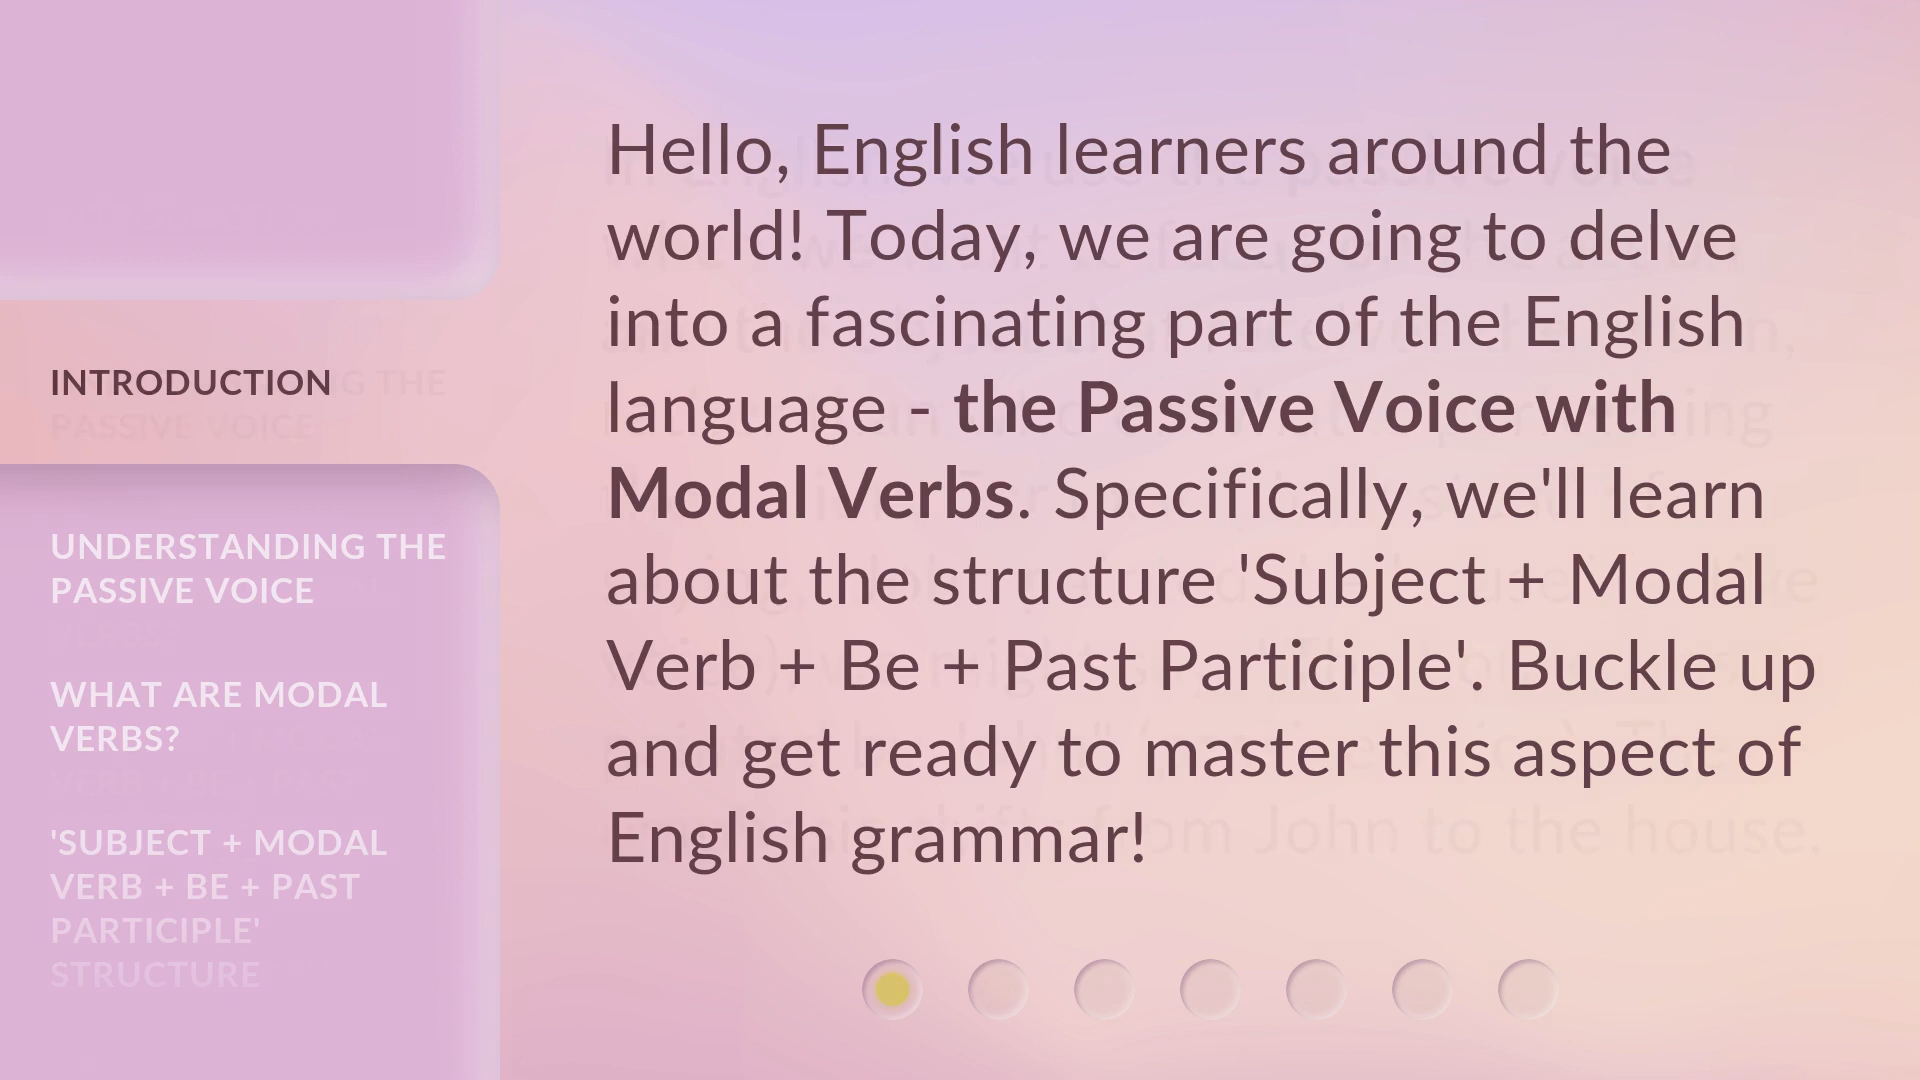 INTRODUCTION
UNDERSTANDING THE
PASSIVE VOICE
WHAT ARE MODAL
VERBS?
'SUBJECT + MODAL
VERB + BE + PAST
PARTICIPLE'
STRUCTURE
Hello, English learners around the
world! Today, we are going to delve
into a fascinating part of the English
language - the Passive Voice with
Modal Verbs. Specifically, we'll learn
about the structure 'Subject + Modal
Verb + Be + Past Participle'. Buckle up
and get ready to master this aspect of
English grammar!